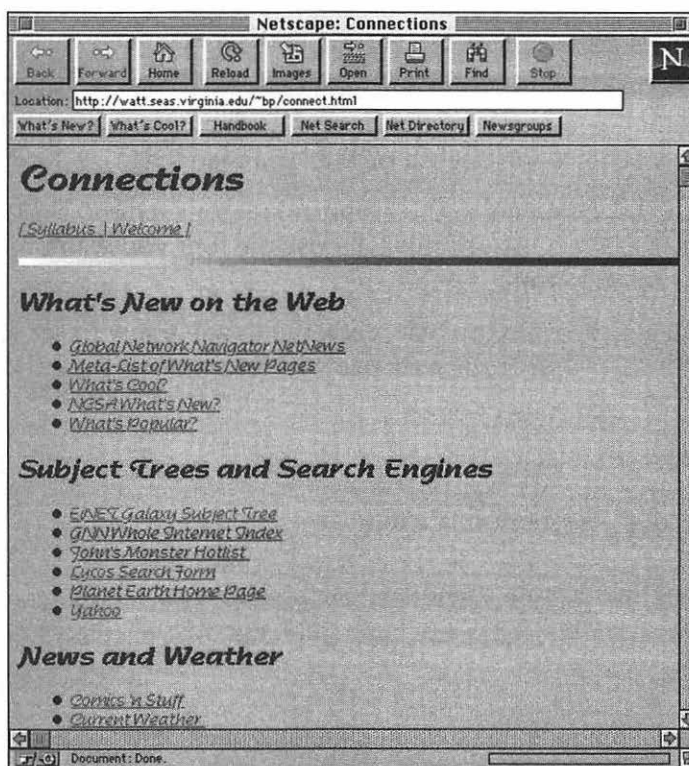 Netscape: Connections
Back Forward Home Reload Images Open Print Find Stop
N
Location: http://watt.seas.virginia.edu/~bp/connect.html
What's New? What's Cool? Handbook Net Search Net Directory Newsgroups
Connections
[ Syllabus | Welcome ]
What's New on the Web
Global Network Navigator NetNews
Meta-List of What's New Pages
What's Cool?
NCSA What's New?
What's Popular?
Subject Trees and Search Engines
EINET Galaxy Subject Tree
GNN Whole Internet Index
John's Monster Hotlist
Lycos Search Form
Planet Earth Home Page
Yahoo
News and Weather
Comics 'n Stuff
Current Weather
Document: Done.